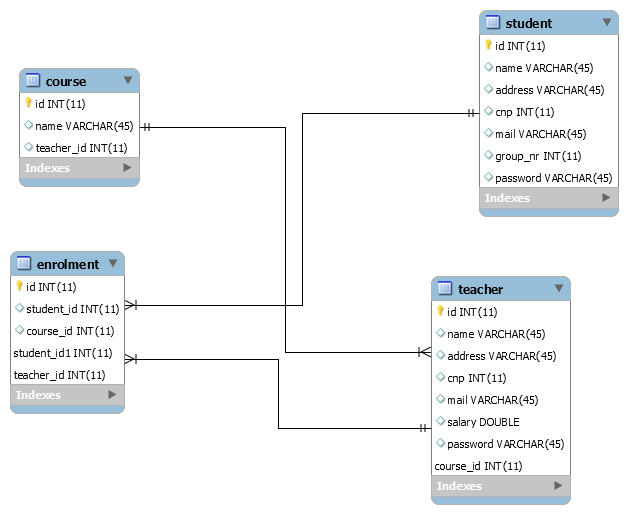 student
id INT(11)
name VARCHAR(45)
address VARCHAR(45)
cnp INT(11)
mail VARCHAR(45)
group_nr INT(11)
password VARCHAR(45)
Indexes
course
id INT(11)
name VARCHAR(45)
teacher_id INT(11)
Indexes
enrolment
id INT(11)
student_id INT(11)
course_id INT(11)
student_id1 INT(11)
teacher_id INT(11)
Indexes
teacher
id INT(11)
name VARCHAR(45)
address VARCHAR(45)
cnp INT(11)
mail VARCHAR(45)
salary DOUBLE
password VARCHAR(45)
course_id INT(11)
Indexes